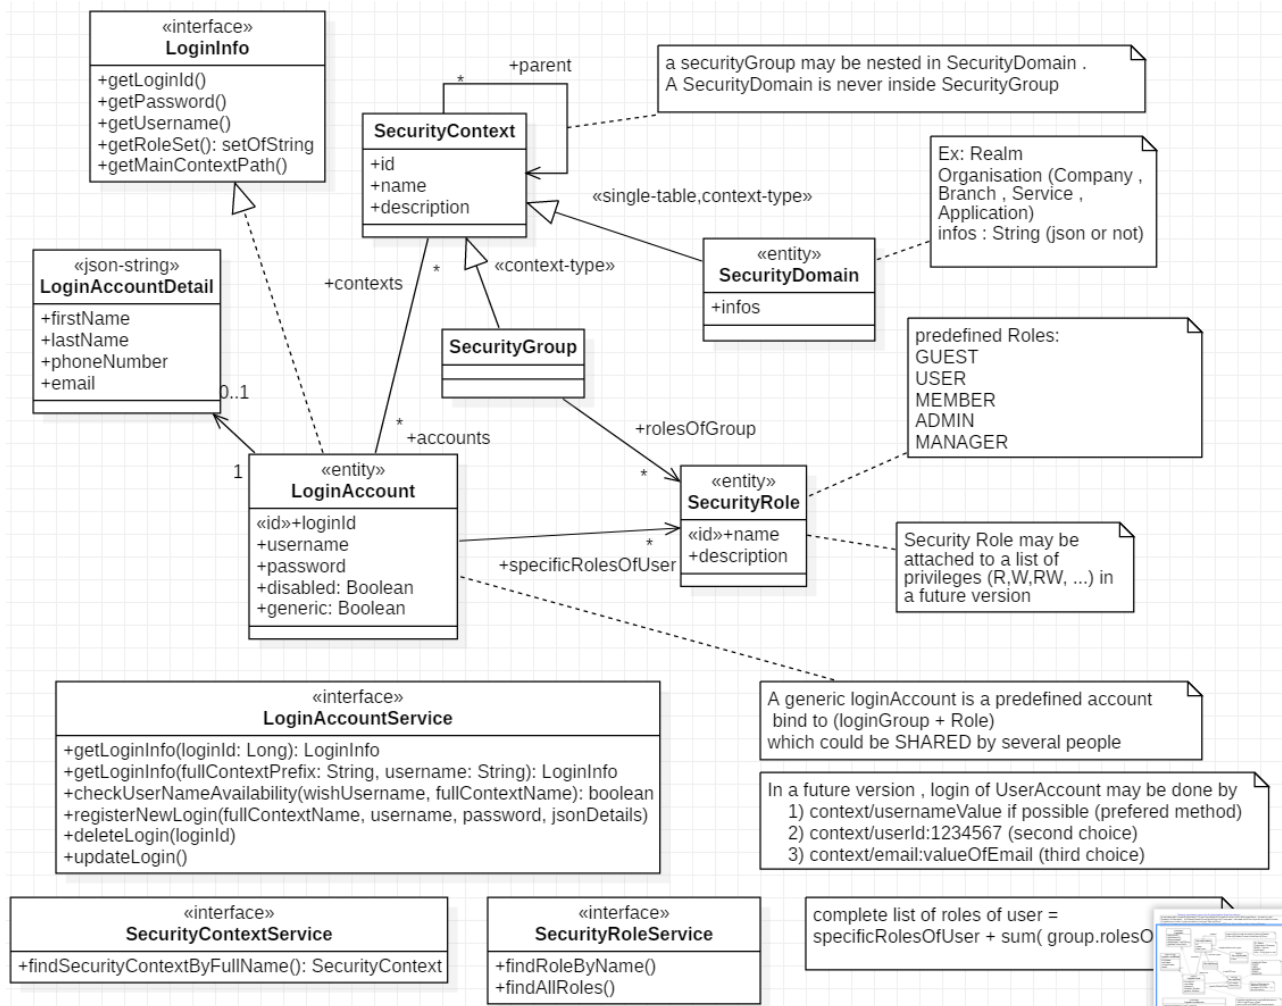 «interface»
LoginInfo
+getLoginId()
+getPassword()
+getUsername()
+getRoleSet(): setOfString
+getMainContextPath()
+parent
*
a securityGroup may be nested in SecurityDomain .
A SecurityDomain is never inside SecurityGroup
SecurityContext
+id
+name
+description
Ex: Realm
Organisation (Company ,
Branch , Service ,
Application)
infos : String (json or not)
«single-table,context-type»
«entity»
SecurityDomain
+infos
«json-string»
LoginAccountDetail
+firstName
+lastName
+phoneNumber
+email
*
+contexts
«context-type»
SecurityGroup
predefined Roles:
GUEST
USER
MEMBER
ADMIN
MANAGER
0..1
1
*
+accounts
+rolesOfGroup
*
«entity»
LoginAccount
«id»+loginId
+username
+password
+disabled: Boolean
+generic: Boolean
«entity»
SecurityRole
«id»+name
+description
*
+specificRolesOfUser
Security Role may be
attached to a list of
privileges (R,W,RW, ...) in
a future version
«interface»
LoginAccountService
+getLoginInfo(loginId: Long): LoginInfo
+getLoginInfo(fullContextPrefix: String, username: String): LoginInfo
+checkUserNameAvailability(wishUsername, fullContextName): boolean
+registerNewLogin(fullContextName, username, password, jsonDetails)
+deleteLogin(loginId)
+updateLogin()
A generic loginAccount is a predefined account
bind to (loginGroup + Role)
which could be SHARED by several people
In a future version , login of UserAccount may be done by
1) context/usernameValue if possible (prefered method)
2) context/userId:1234567 (second choice)
3) context/email:valueOfEmail (third choice)
«interface»
SecurityContextService
+findSecurityContextByFullName(): SecurityContext
«interface»
SecurityRoleService
+findRoleByName()
+findAllRoles()
complete list of roles of user =
specificRolesOfUser + sum( group.rolesO